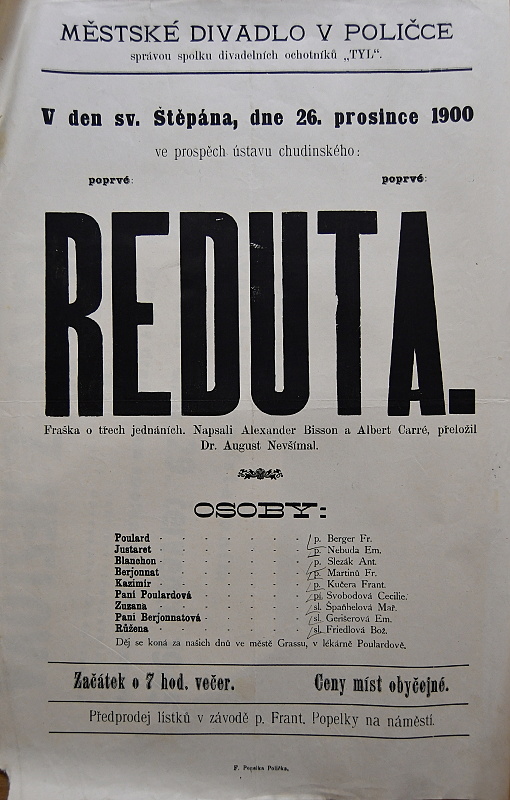 MĚSTSKÉ DIVADLO V POLIČCE
správou spolku divadelních ochotníků „TYL“.
V den sv. Štěpána, dne 26. prosince 1900
ve prospěch ústavu chudinského:
poprvé: poprvé:
REDUTA.
Fraška o třech jednáních. Napsali Alexander Bisson a Albert Carré, přeložil
Dr. August Nevšímal.
OSOBY:
Poulard - - - - - - - p. Berger Fr.
Justaret - - - - - - - p. Nebuda Em.
Blanchon - - - - - - - p. Slezák Ant.
Berjonnat - - - - - - - p. Martinů Fr.
Kazimír - - - - - - - p. Kučera Frant.
Paní Poulardová - - - - - pí. Svobodová Cecilie.
Zuzana - - - - - - - sl. Špaňhelová Mař.
Paní Berjonnatová - - - - - sl. Genserová Em.
Růžena - - - - - - - sl. Friedlová Bož.
Děj se koná za našich dnů ve městě Grassu, v lékárně Poulardově.
Začátek o 7 hod. večer. Ceny míst obyčejné.
Předprodej lístků v závodě p. Frant. Popelky na náměstí.
F. Popelka Polička.